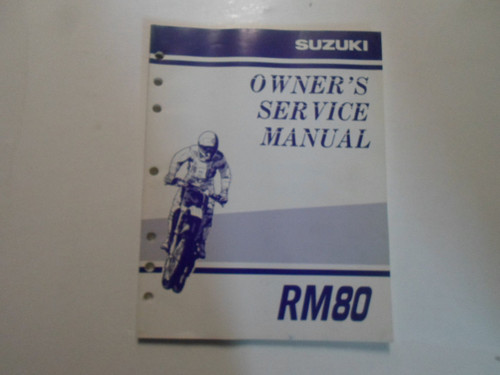 SUZUKI
OWNER'S
SERVICE
MANUAL
RM80